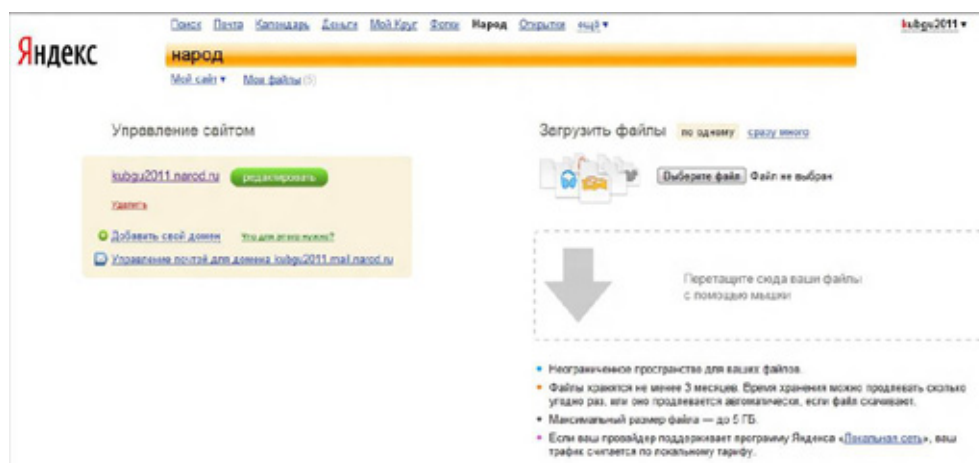 Поиск Почта Календарь Деньги Мой Круг Фотки Народ Открытки ещё ▾ kubgu2011 ▾
Яндекс
народ
Мой сайт ▾ Мои файлы (5)
Управление сайтом
kubgu2011.narod.ru редактировать
Удалить
Добавить свой домен Что для этого нужно?
Управление почтой для домена kubgu2011.mail.narod.ru
Загрузить файлы по одному сразу много
Выберите файл Файл не выбран
Перетащите сюда ваши файлы
с помощью мышки
• Неограниченное пространство для ваших файлов.
• Файлы хранятся не менее 3 месяцев. Время хранения можно продлевать сколько
угодно раз, или оно продлевается автоматически, если файл скачивают.
• Максимальный размер файла — до 5 ГБ.
• Если ваш провайдер поддерживает программу Яндекса «Локальная сеть», ваш
трафик считается по локальному тарифу.